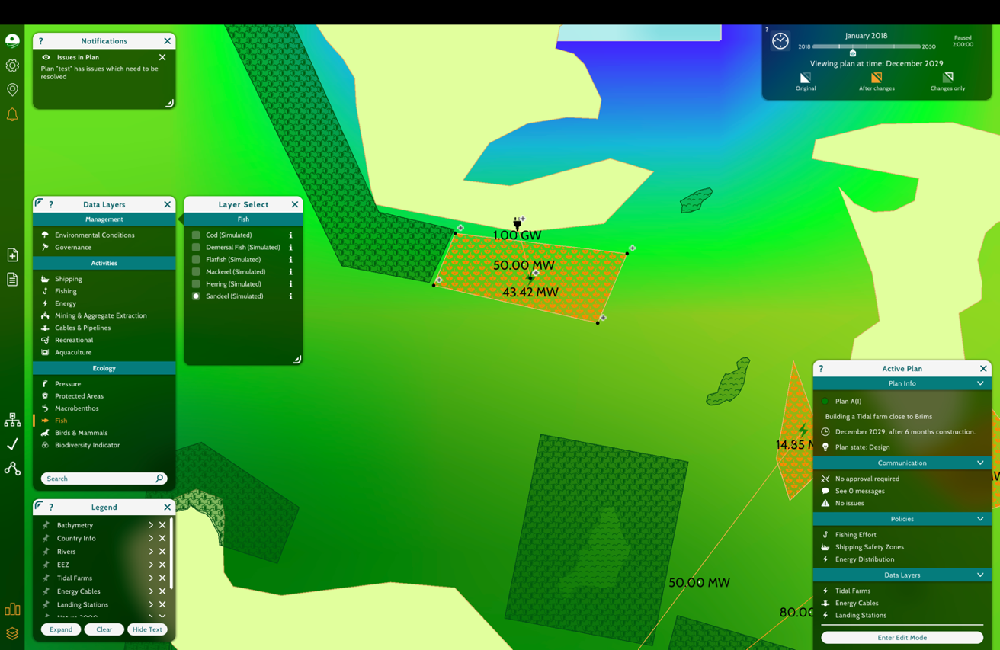 ?
Notifications
Issues in Plan
Plan "test" has issues which need to be
resolved
?
January 2018
2018
2050
Paused
2:00:00
Viewing plan at time: December 2029
Original
After changes
Changes only
?
Data Layers
Management
Environmental Conditions
Governance
Activities
Shipping
Fishing
Energy
Mining & Aggregate Extraction
Cables & Pipelines
Recreational
Aquaculture
Ecology
Pressure
Protected Areas
Macrobenthos
Fish
Birds & Mammals
Biodiversity Indicator
Search
Layer Select
Fish
Cod (Simulated)
Demersal Fish (Simulated)
Flatfish (Simulated)
Mackerel (Simulated)
Herring (Simulated)
Sandeel (Simulated)
1.00 GW
50.00 MW
43.42 MW
14.85 M
50.00 MW
80.00
?
Legend
Bathymetry
Country Info
Rivers
EEZ
Tidal Farms
Energy Cables
Landing Stations
Expand
Clear
Hide Text
?
Active Plan
Plan Info
Plan A(I)
Building a Tidal farm close to Brims
December 2029, after 6 months construction.
Plan state: Design
Communication
No approval required
See 0 messages
No issues
Policies
Fishing Effort
Shipping Safety Zones
Energy Distribution
Data Layers
Tidal Farms
Energy Cables
Landing Stations
Enter Edit Mode